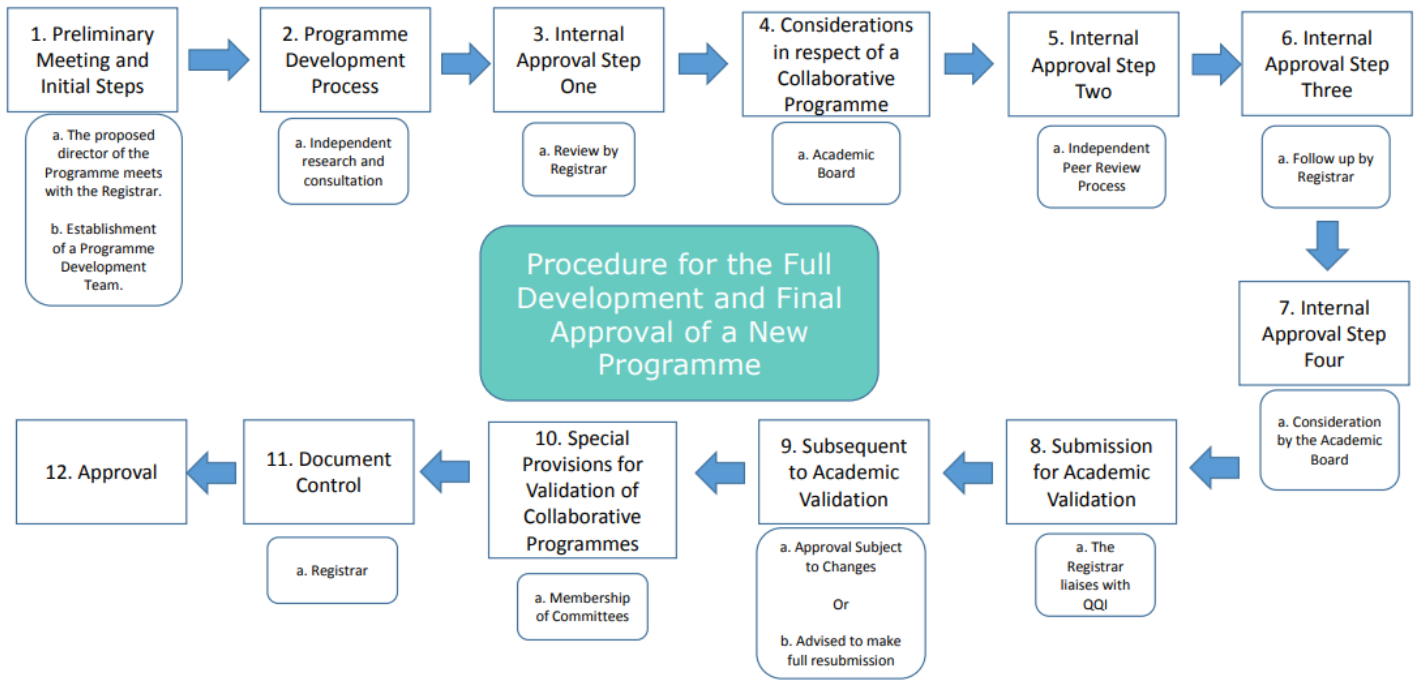 1. Preliminary
Meeting and
Initial Steps
a. The proposed
director of the
Programme meets
with the Registrar.
b. Establishment
of a Programme
Development
Team.
2. Programme
Development
Process
a. Independent
research and
consultation
3. Internal
Approval Step
One
a. Review by
Registrar
4. Considerations
in respect of a
Collaborative
Programme
a. Academic
Board
5. Internal
Approval Step
Two
a. Independent
Peer Review
Process
6. Internal
Approval Step
Three
a. Follow up by
Registrar
Procedure for the Full
Development and Final
Approval of a New
Programme
7. Internal
Approval Step
Four
a. Consideration
by the Academic
Board
8. Submission
for Academic
Validation
a. The
Registrar
liaises with
QQI
9. Subsequent
to Academic
Validation
a. Approval Subject
to Changes
Or
b. Advised to make
full resubmission
10. Special
Provisions for
Validation of
Collaborative
Programmes
a. Membership
of Committees
11. Document
Control
a. Registrar
12. Approval